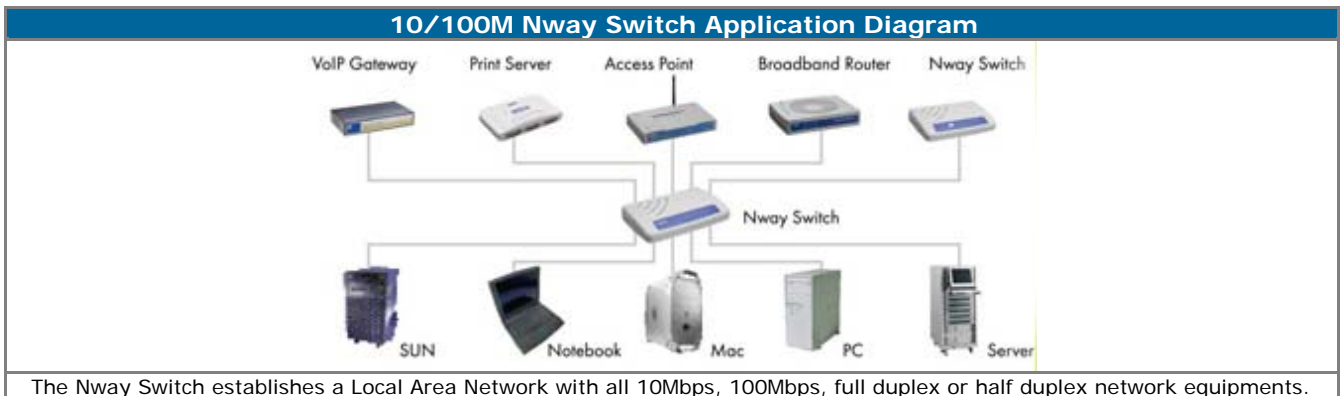 10/100M Nway Switch Application Diagram
VoIP Gateway Print Server Access Point Broadband Router Nway Switch
Nway Switch
SUN Notebook Mac PC Server
The Nway Switch establishes a Local Area Network with all 10Mbps, 100Mbps, full duplex or half duplex network equipments.